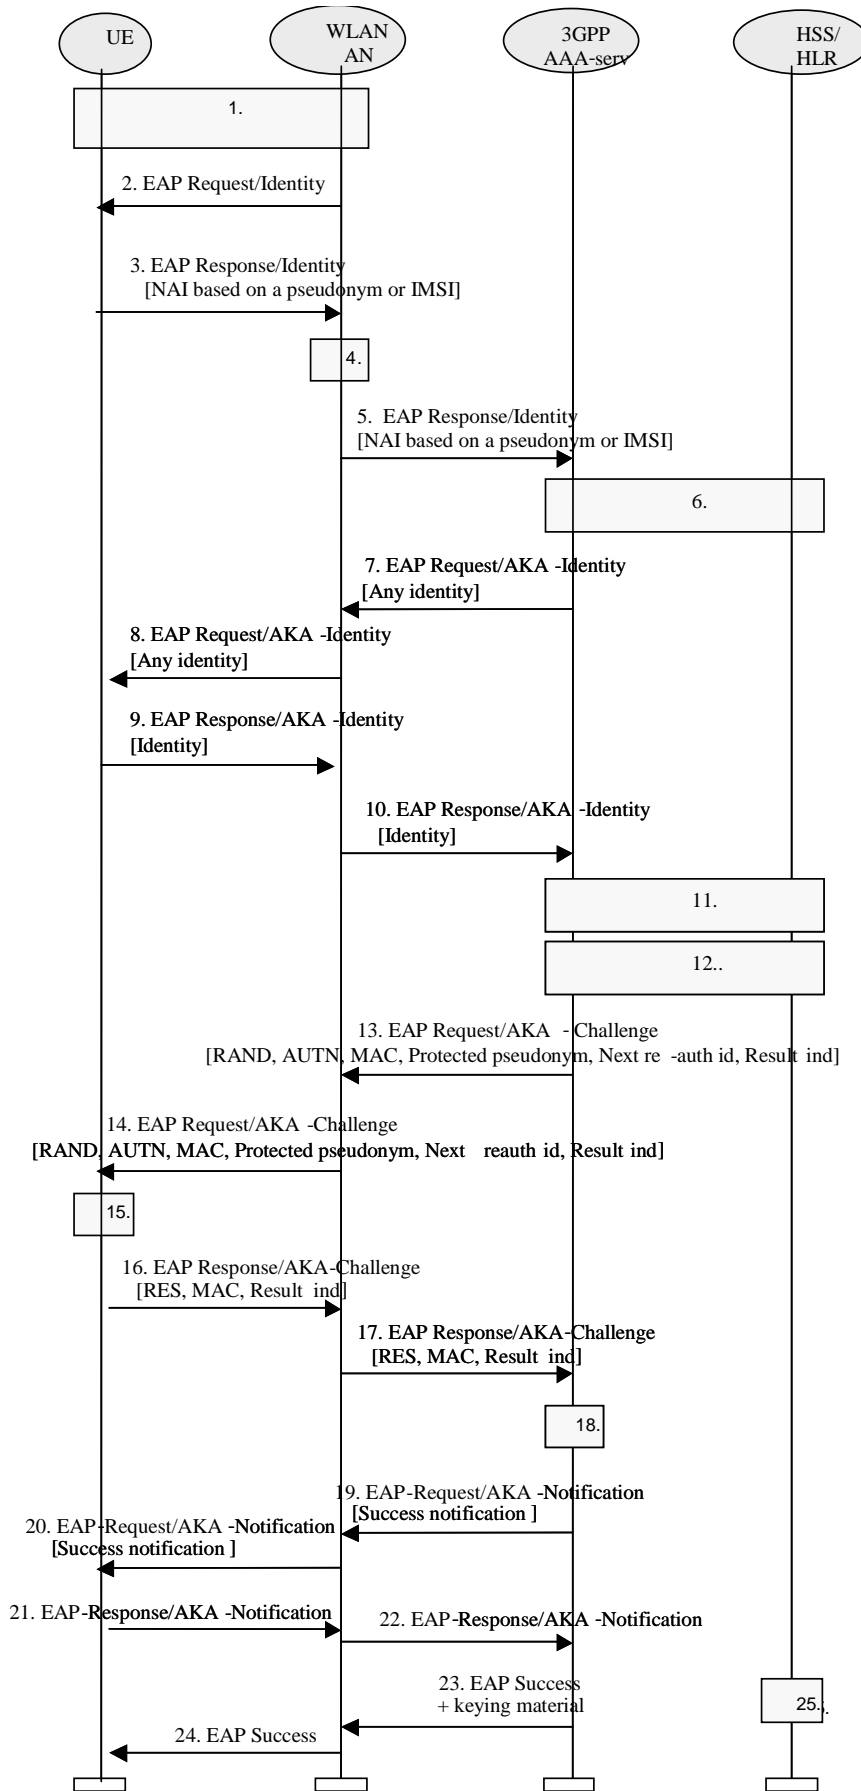 UE
WLAN
AN
3GPP
AAA-serv
HSS/
HLR
1.
2. EAP Request/Identity
3. EAP Response/Identity
[NAI based on a pseudonym or IMSI]
4.
5. EAP Response/Identity
[NAI based on a pseudonym or IMSI]
6.
7. EAP Request/AKA -Identity
[Any identity]
8. EAP Request/AKA -Identity
[Any identity]
9. EAP Response/AKA -Identity
[Identity]
10. EAP Response/AKA -Identity
[Identity]
11.
12..
13. EAP Request/AKA - Challenge
[RAND, AUTN, MAC, Protected pseudonym, Next re -auth id, Result ind]
14. EAP Request/AKA -Challenge
[RAND, AUTN, MAC, Protected pseudonym, Next reauth id, Result ind]
15.
16. EAP Response/AKA-Challenge
[RES, MAC, Result ind]
17. EAP Response/AKA-Challenge
[RES, MAC, Result ind]
18.
19. EAP-Request/AKA -Notification
[Success notification ]
20. EAP-Request/AKA -Notification
[Success notification ]
21. EAP-Response/AKA -Notification
22. EAP-Response/AKA -Notification
23. EAP Success
+ keying material
25.
24. EAP Success